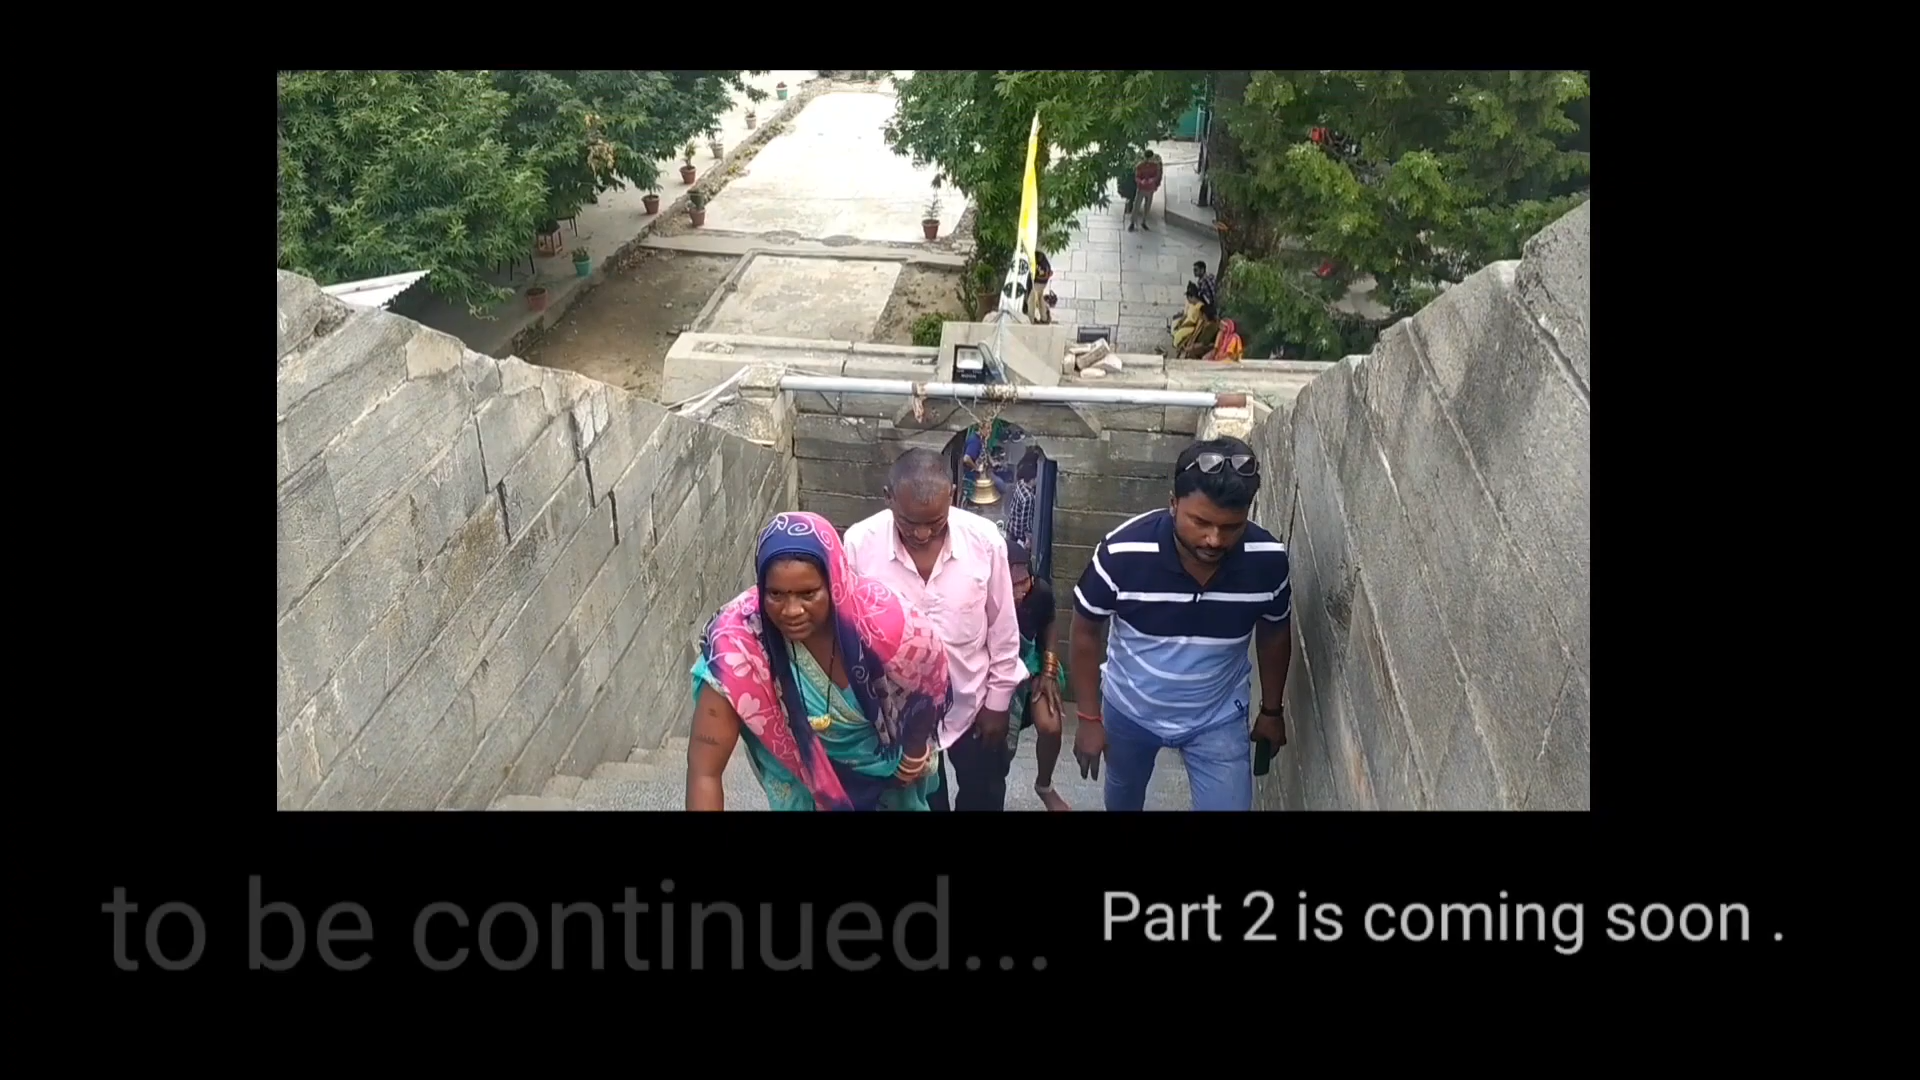 to be continued...
Part 2 is coming soon .